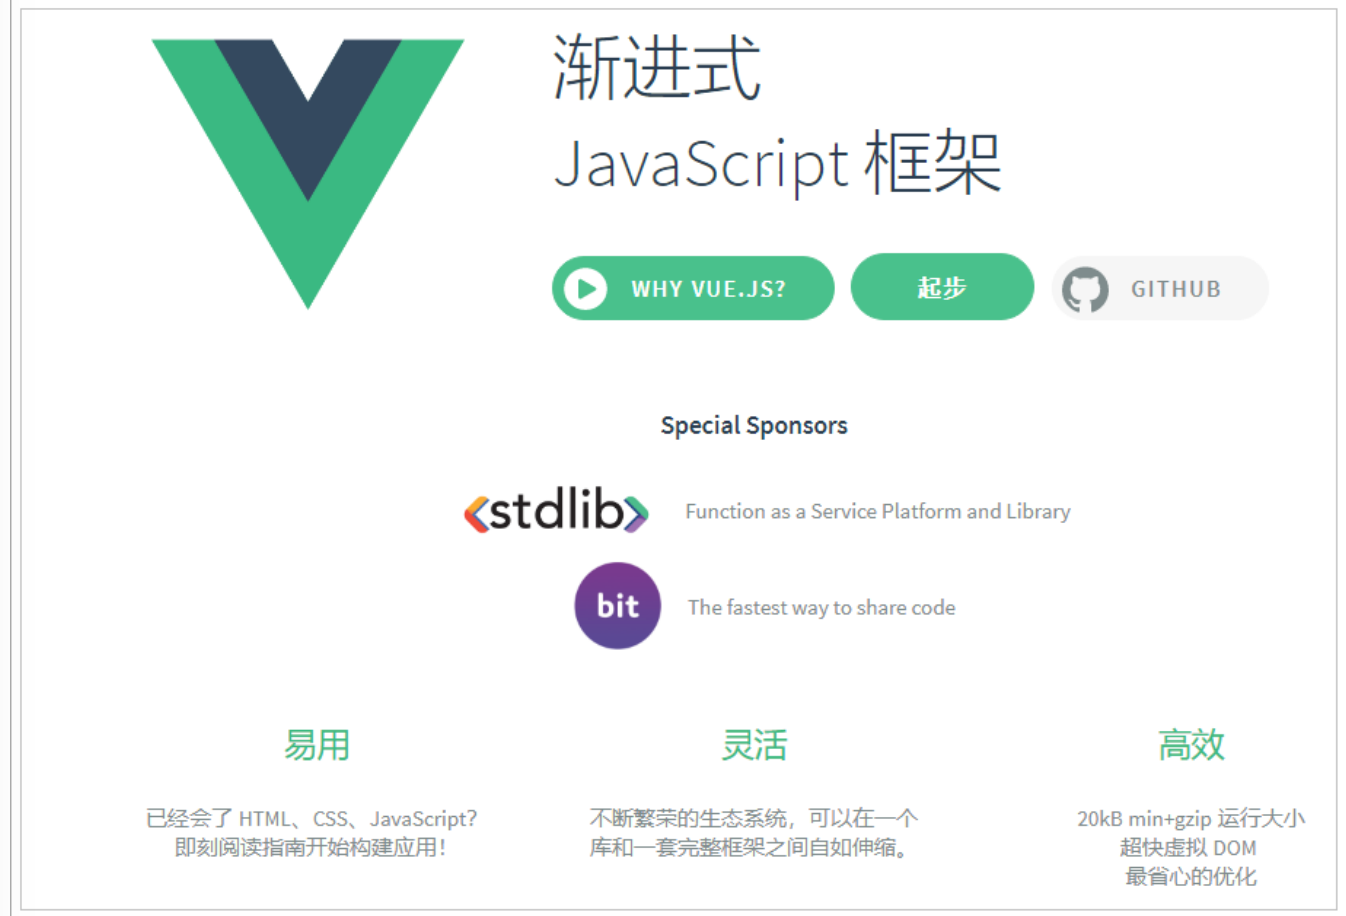 渐进式
JavaScript 框架
WHY VUE.JS?
起步
GITHUB
Special Sponsors
<stdlib>
Function as a Service Platform and Library
bit
The fastest way to share code
易用
已经会了 HTML、CSS、JavaScript?
即刻阅读指南开始构建应用！
灵活
不断繁荣的生态系统，可以在一个
库和一套完整框架之间自如伸缩。
高效
20kB min+gzip 运行大小
超快虚拟 DOM
最省心的优化